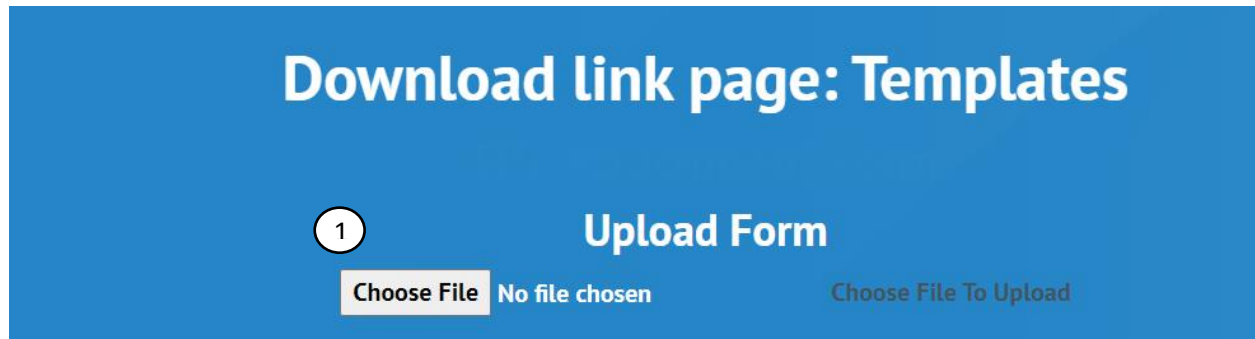 Download link page: Templates
1
Upload Form
Choose File No file chosen Choose File To Upload